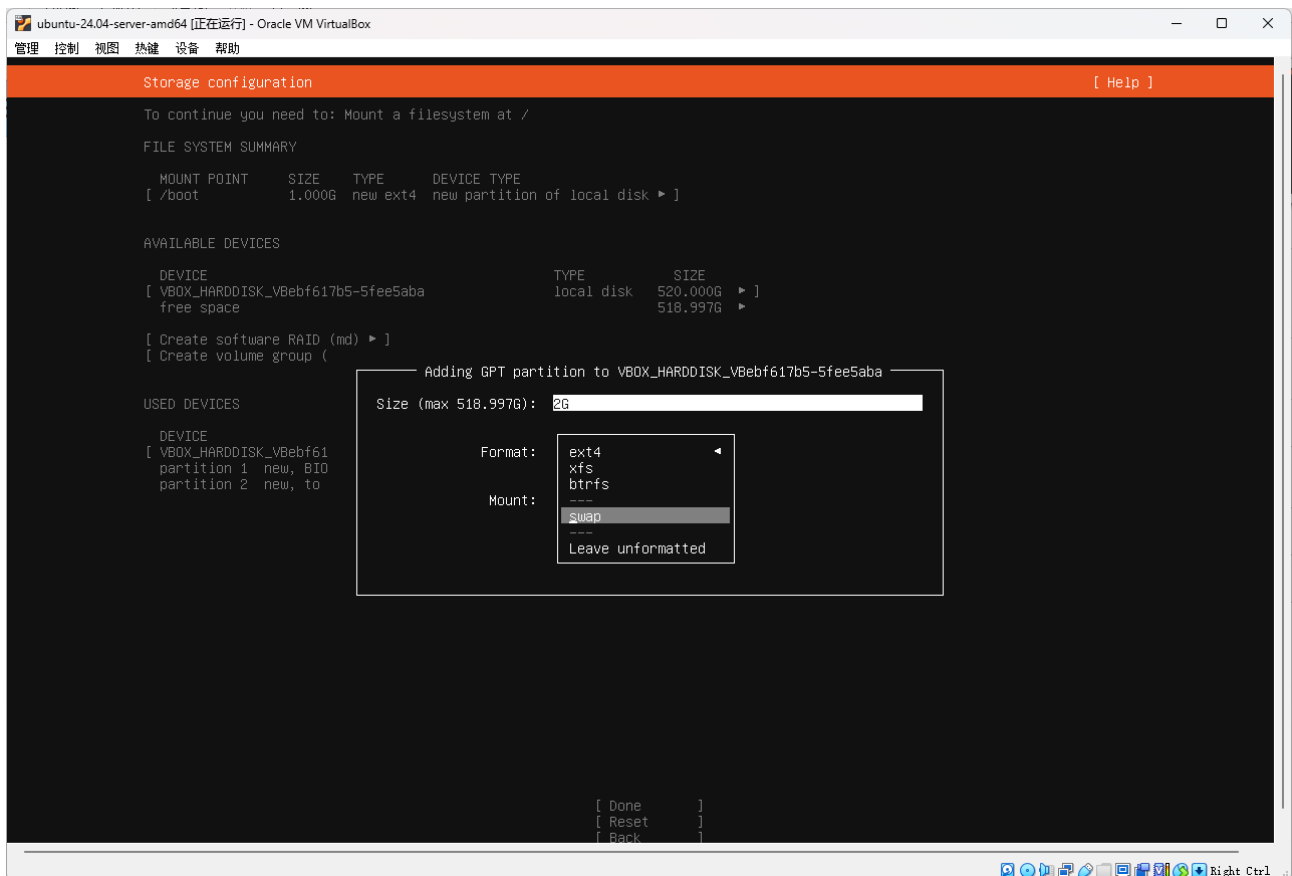 ubuntu-24.04-server-amd64 [正在运行] - Oracle VM VirtualBox
管理 控制 视图 热键 设备 帮助
Storage configuration [ Help ]
To continue you need to: Mount a filesystem at /
FILE SYSTEM SUMMARY
MOUNT POINT SIZE TYPE DEVICE TYPE
[ /boot 1.000G new ext4 new partition of local disk ▸ ]
AVAILABLE DEVICES
DEVICE TYPE SIZE
[ VBOX_HARDDISK_VBebf617b5-5fee5aba local disk 520.000G ▸ ]
free space 518.997G ▸
[ Create software RAID (md) ▸ ]
[ Create volume group (
Adding GPT partition to VBOX_HARDDISK_VBebf617b5-5fee5aba
USED DEVICES
Size (max 518.997G): 2G
DEVICE
[ VBOX_HARDDISK_VBebf61
partition 1 new, BIO
partition 2 new, to
Format: ext4 ◂
xfs
btrfs
Mount: ---
swap
---
Leave unformatted
[ Done ]
[ Reset ]
[ Back ]
Right Ctrl